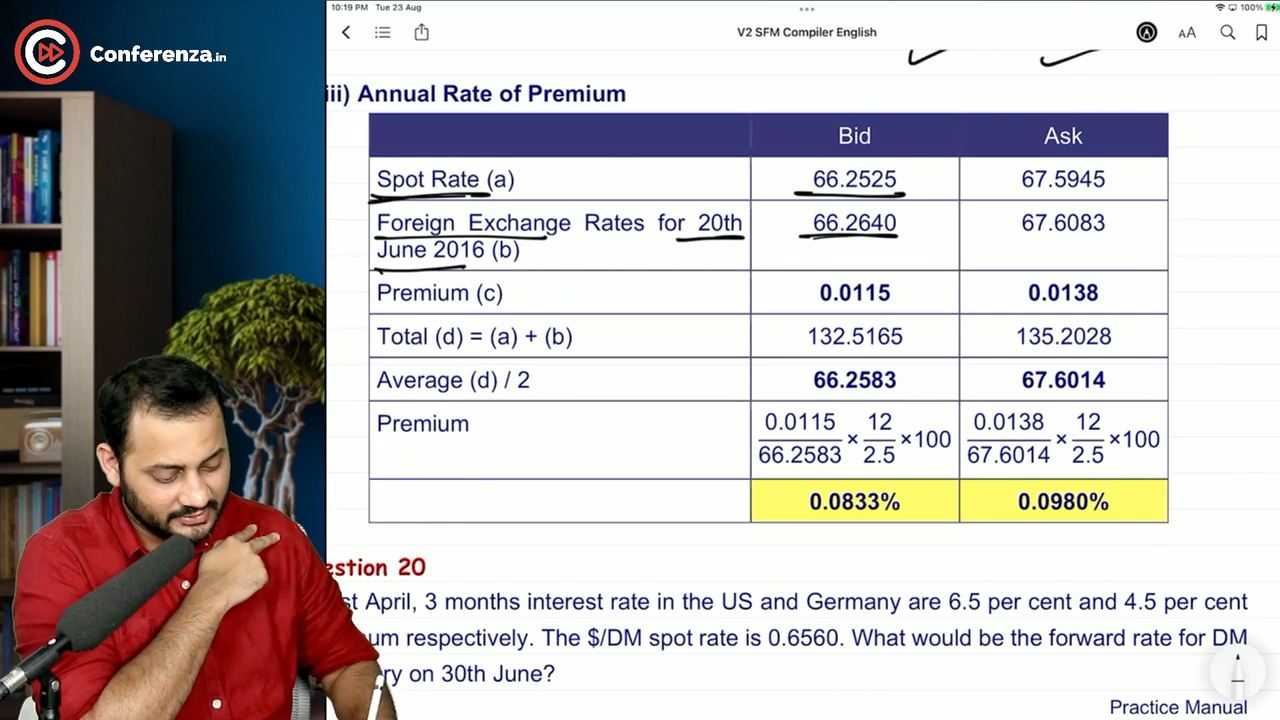 10:19 PM Tue 23 Aug
100%
Conferenza.in
V2 SFM Compiler English
AA
iii) Annual Rate of Premium
Bid Ask
Spot Rate (a) 66.2525 67.5945
Foreign Exchange Rates for 20th 66.2640 67.6083
June 2016 (b)
Premium (c) 0.0115 0.0138
Total (d) = (a) + (b) 132.5165 135.2028
Average (d) / 2 66.2583 67.6014
Premium 0.0115/66.2583 × 12/2.5 ×100 0.0138/67.6014 × 12/2.5 ×100
0.0833% 0.0980%
estion 20
st April, 3 months interest rate in the US and Germany are 6.5 per cent and 4.5 per cent
um respectively. The $/DM spot rate is 0.6560. What would be the forward rate for DM
ry on 30th June?
Practice Manual